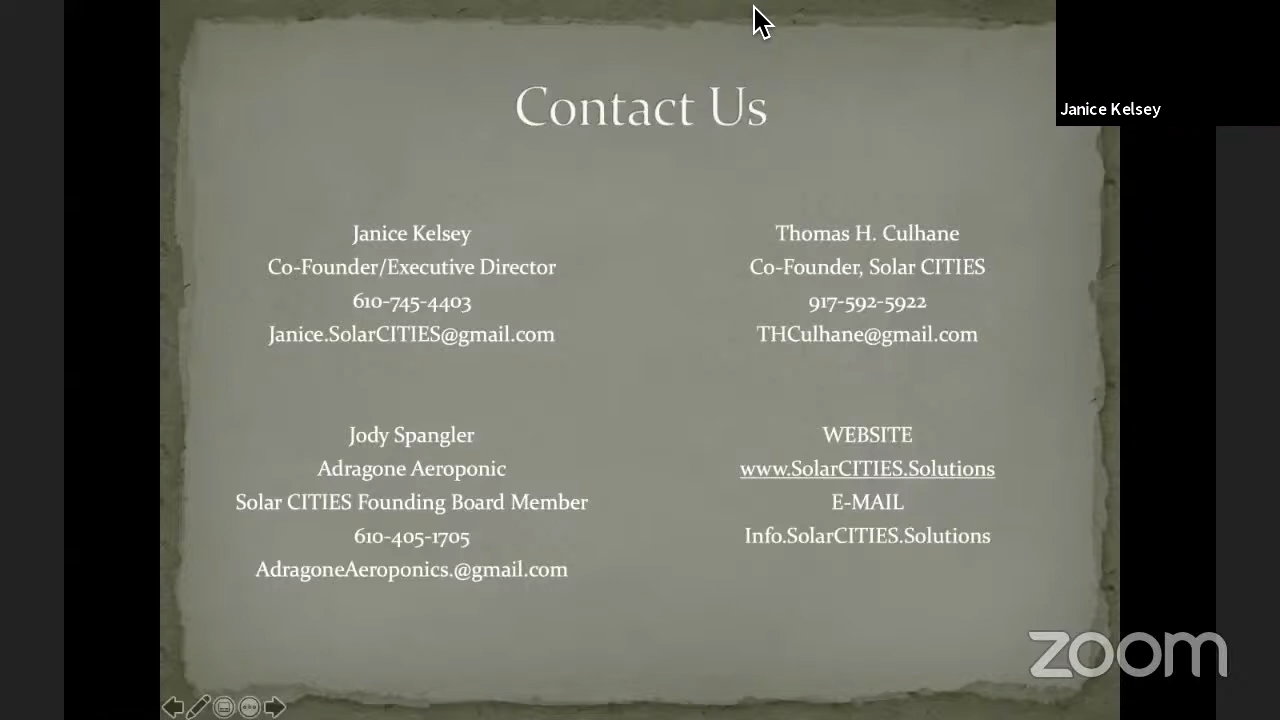 Contact Us
Janice Kelsey
Janice Kelsey
Co-Founder/Executive Director
610-745-4403
Janice.SolarCITIES@gmail.com
Thomas H. Culhane
Co-Founder, Solar CITIES
917-592-5922
THCulhane@gmail.com
Jody Spangler
Adragone Aeroponic
Solar CITIES Founding Board Member
610-405-1705
AdragoneAeroponics.@gmail.com
WEBSITE
www.SolarCITIES.Solutions
E-MAIL
Info.SolarCITIES.Solutions
zoom